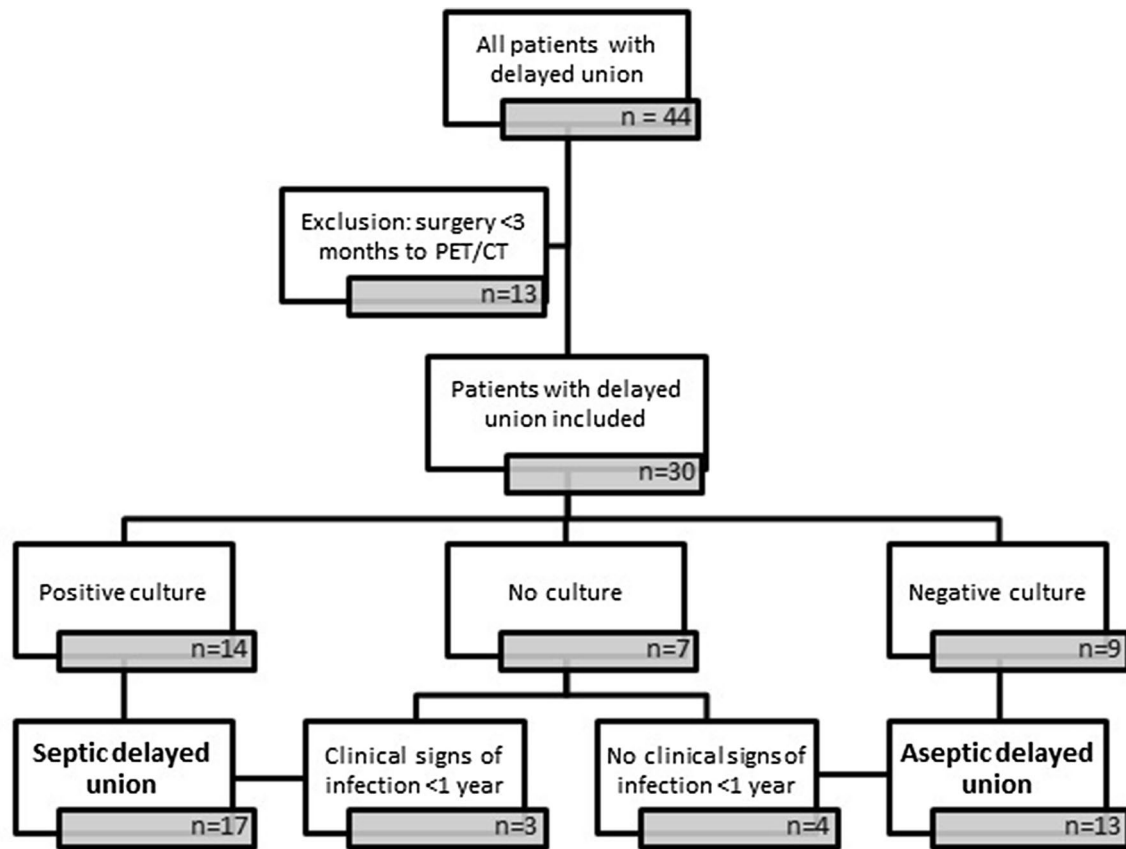 All patients with
delayed union
n = 44
Exclusion: surgery <3
months to PET/CT
n=13
Patients with delayed
union included
n=30
Positive culture
n=14
No culture
n=7
Negative culture
n=9
Septic delayed
union
n=17
Clinical signs of
infection <1 year
n=3
No clinical signs of
infection <1 year
n=4
Aseptic delayed
union
n=13